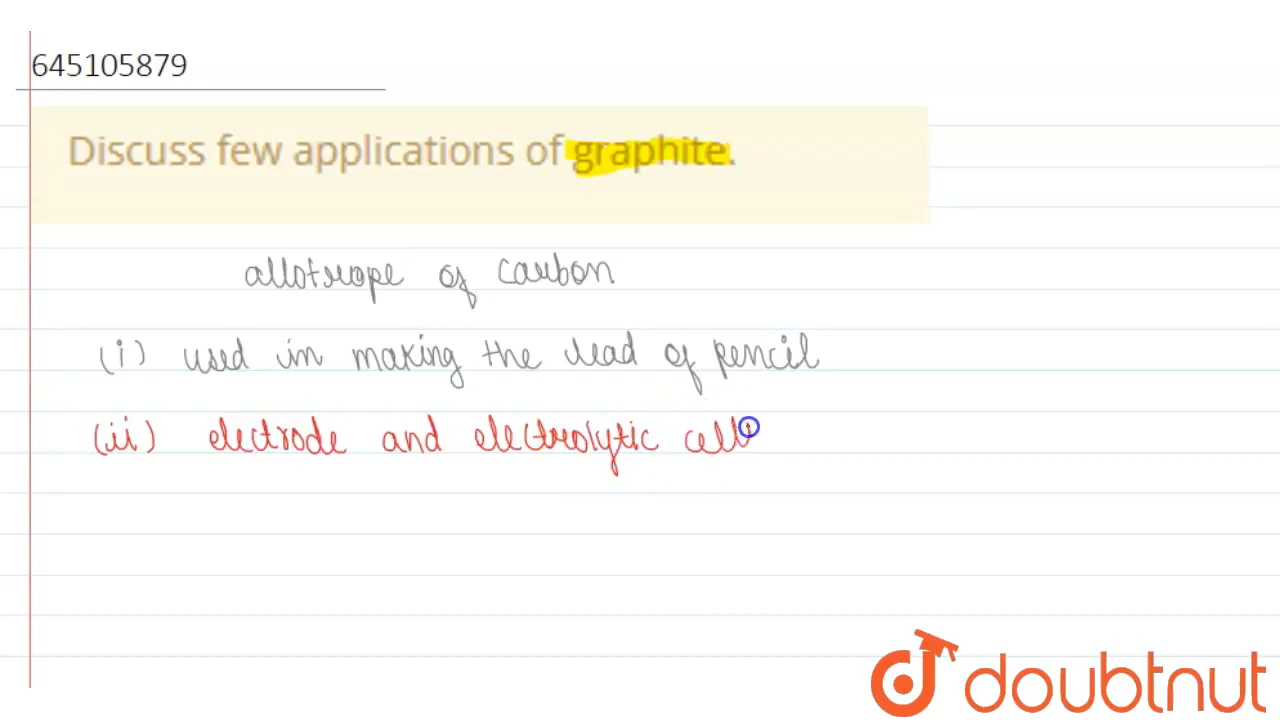 645105879
Discuss few applications of graphite.
allotrope of carbon
(i) used in making the lead of pencil
(ii) electrode and electrolytic cell
doubtnut